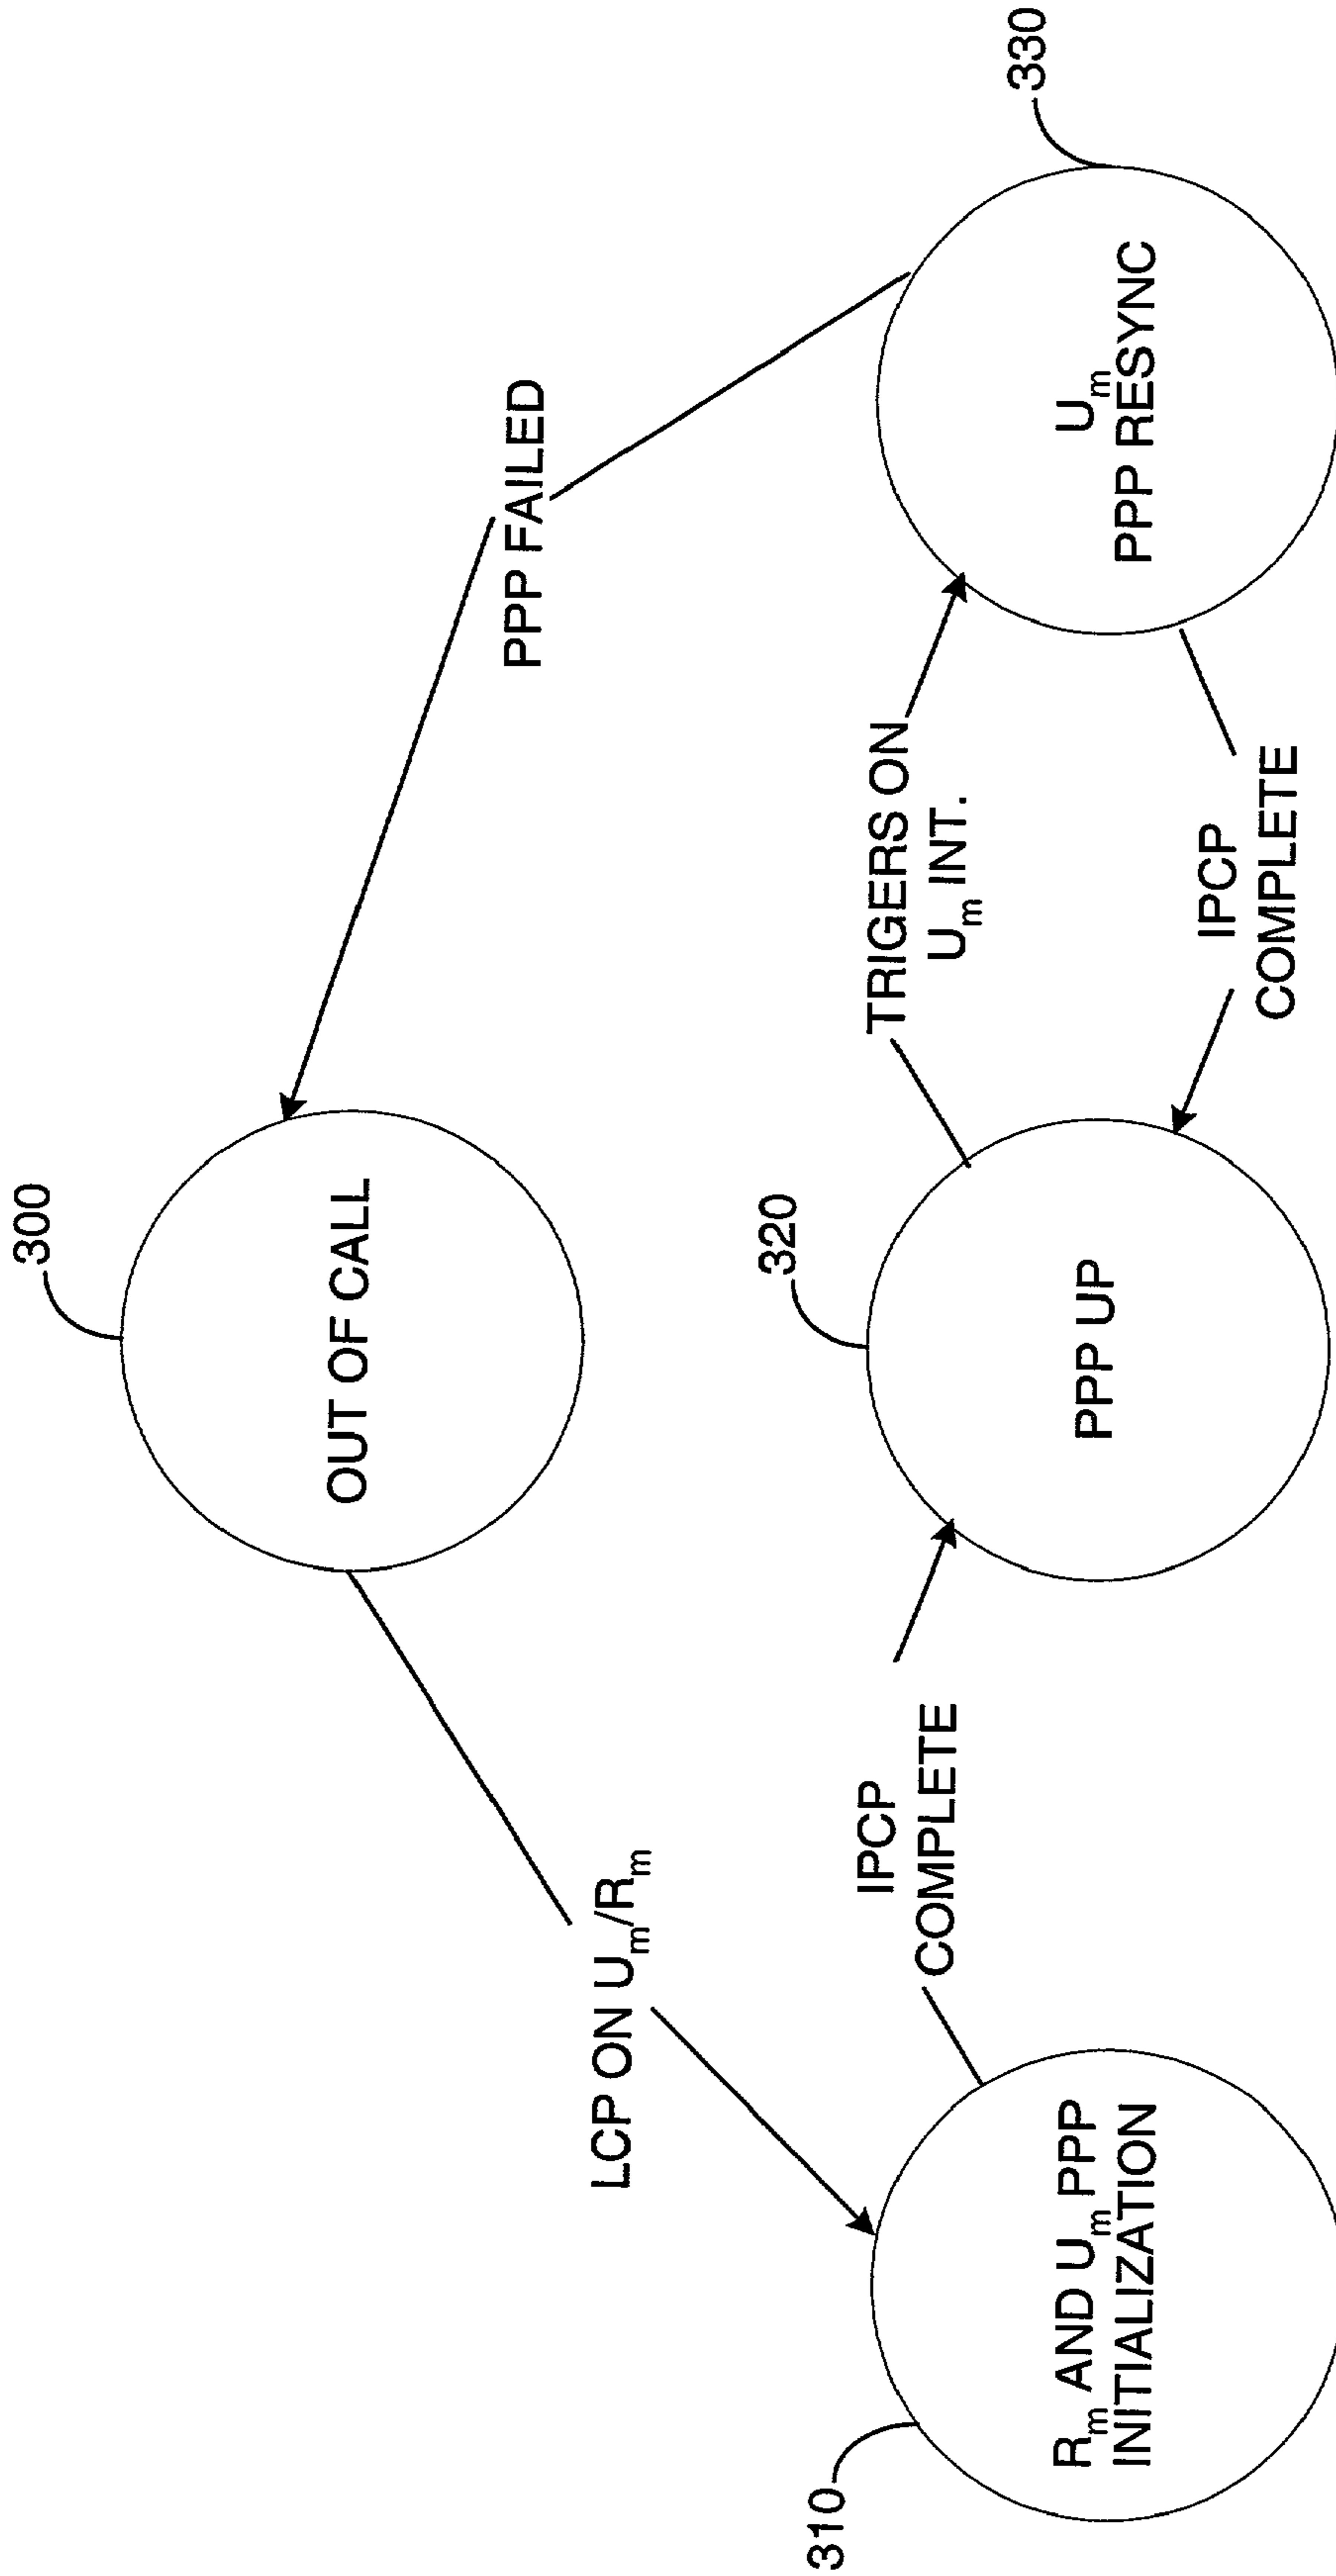 300
OUT OF CALL
PPP FAILED
LCP ON Uₘ/Rₘ
310
Rₘ AND Uₘ PPP
INITIALIZATION
IPCP
COMPLETE
320
PPP UP
TRIGERS ON
Uₘ INT.
IPCP
COMPLETE
330
Uₘ
PPP RESYNC